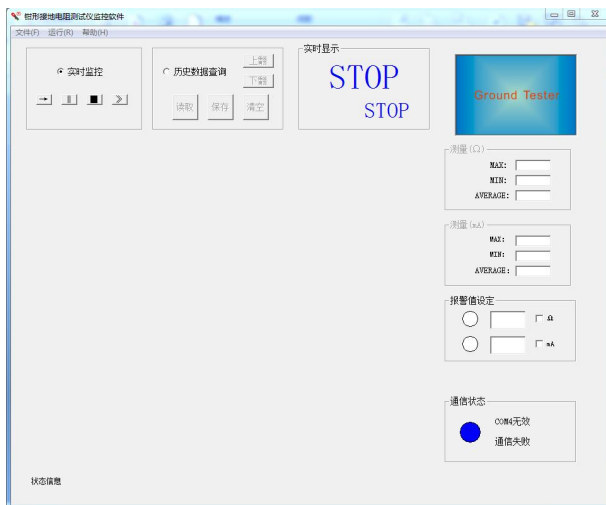 钳形接地电阻测试仪监控软件
文件(F) 运行(R) 帮助(H)
实时监控
历史数据查询
上翻
下翻
读取 保存 清空
实时显示
STOP
STOP
Ground Tester
测量(Ω)
MAX:
MIN:
AVERAGE:
测量(mA)
MAX:
MIN:
AVERAGE:
报警值设定
Ω
mA
通信状态
COM4无效
通信失败
状态信息